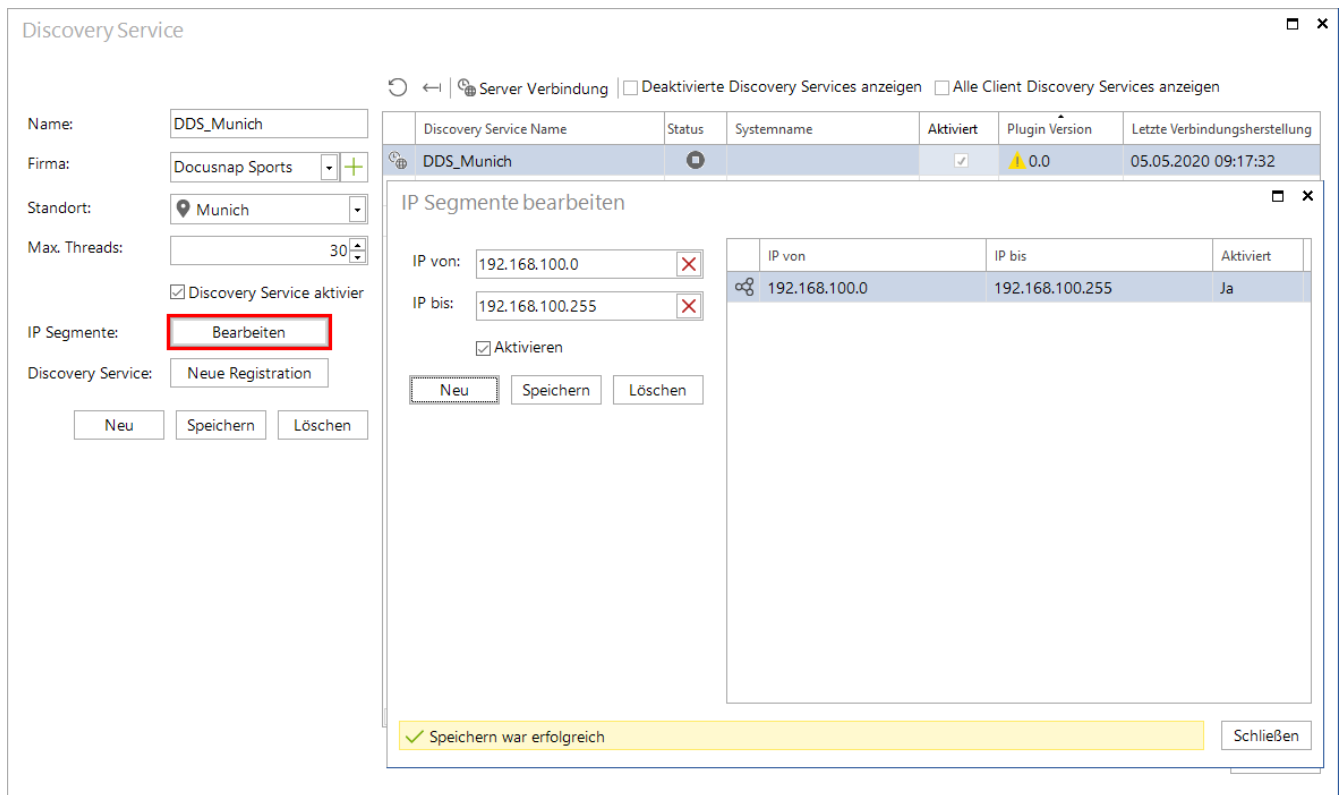 Discovery Service
Server Verbindung Deaktivierte Discovery Services anzeigen Alle Client Discovery Services anzeigen
Name: DDS_Munich
Firma: Docusnap Sports
Standort: Munich
Max. Threads: 30
Discovery Service aktivier
IP Segmente: Bearbeiten
Discovery Service: Neue Registration
Neu Speichern Löschen
Discovery Service Name Status Systemname Aktiviert Plugin Version Letzte Verbindungsherstellung
DDS_Munich 0.0 05.05.2020 09:17:32
IP Segmente bearbeiten
IP von: 192.168.100.0
IP bis: 192.168.100.255
Aktivieren
Neu Speichern Löschen
IP von IP bis Aktiviert
192.168.100.0 192.168.100.255 Ja
Speichern war erfolgreich
Schließen